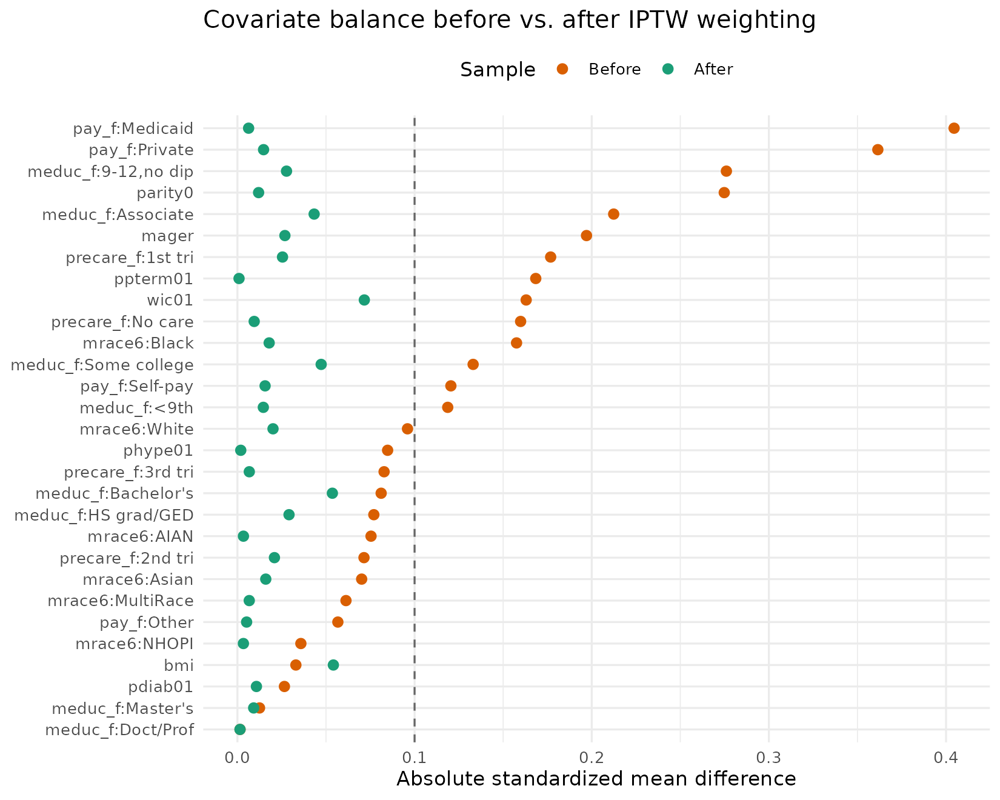 Covariate balance before vs. after IPTW weighting
Sample Before After
pay_f:Medicaid
pay_f:Private
meduc_f:9-12,no dip
parity0
meduc_f:Associate
mager
precare_f:1st tri
ppterm01
wic01
precare_f:No care
mrace6:Black
meduc_f:Some college
pay_f:Self-pay
meduc_f:<9th
mrace6:White
phype01
precare_f:3rd tri
meduc_f:Bachelor's
meduc_f:HS grad/GED
mrace6:AIAN
precare_f:2nd tri
mrace6:Asian
mrace6:MultiRace
pay_f:Other
mrace6:NHOPI
bmi
pdiab01
meduc_f:Master's
meduc_f:Doct/Prof
0.0 0.1 0.2 0.3 0.4
Absolute standardized mean difference